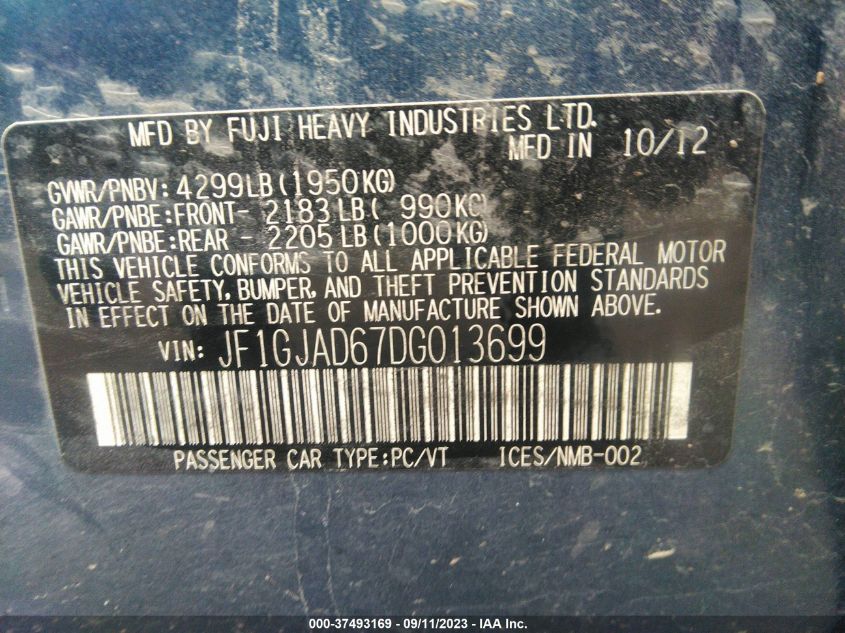 MFD BY FUJI HEAVY INDUSTRIES LTD.
MFD IN 10/12
GVWR/PNBV: 4299LB(1950KG)
GAWR/PNBE:FRONT- 2183 LB( 990KG)
GAWR/PNBE:REAR - 2205 LB(1000KG)
THIS VEHICLE CONFORMS TO ALL APPLICABLE FEDERAL MOTOR
VEHICLE SAFETY, BUMPER, AND THEFT PREVENTION STANDARDS
IN EFFECT ON THE DATE OF MANUFACTURE SHOWN ABOVE.
VIN: JF1GJAD67DG013699
PASSENGER CAR TYPE:PC/VT ICES/NMB-002
000-37493169 - 09/11/2023 - IAA Inc.